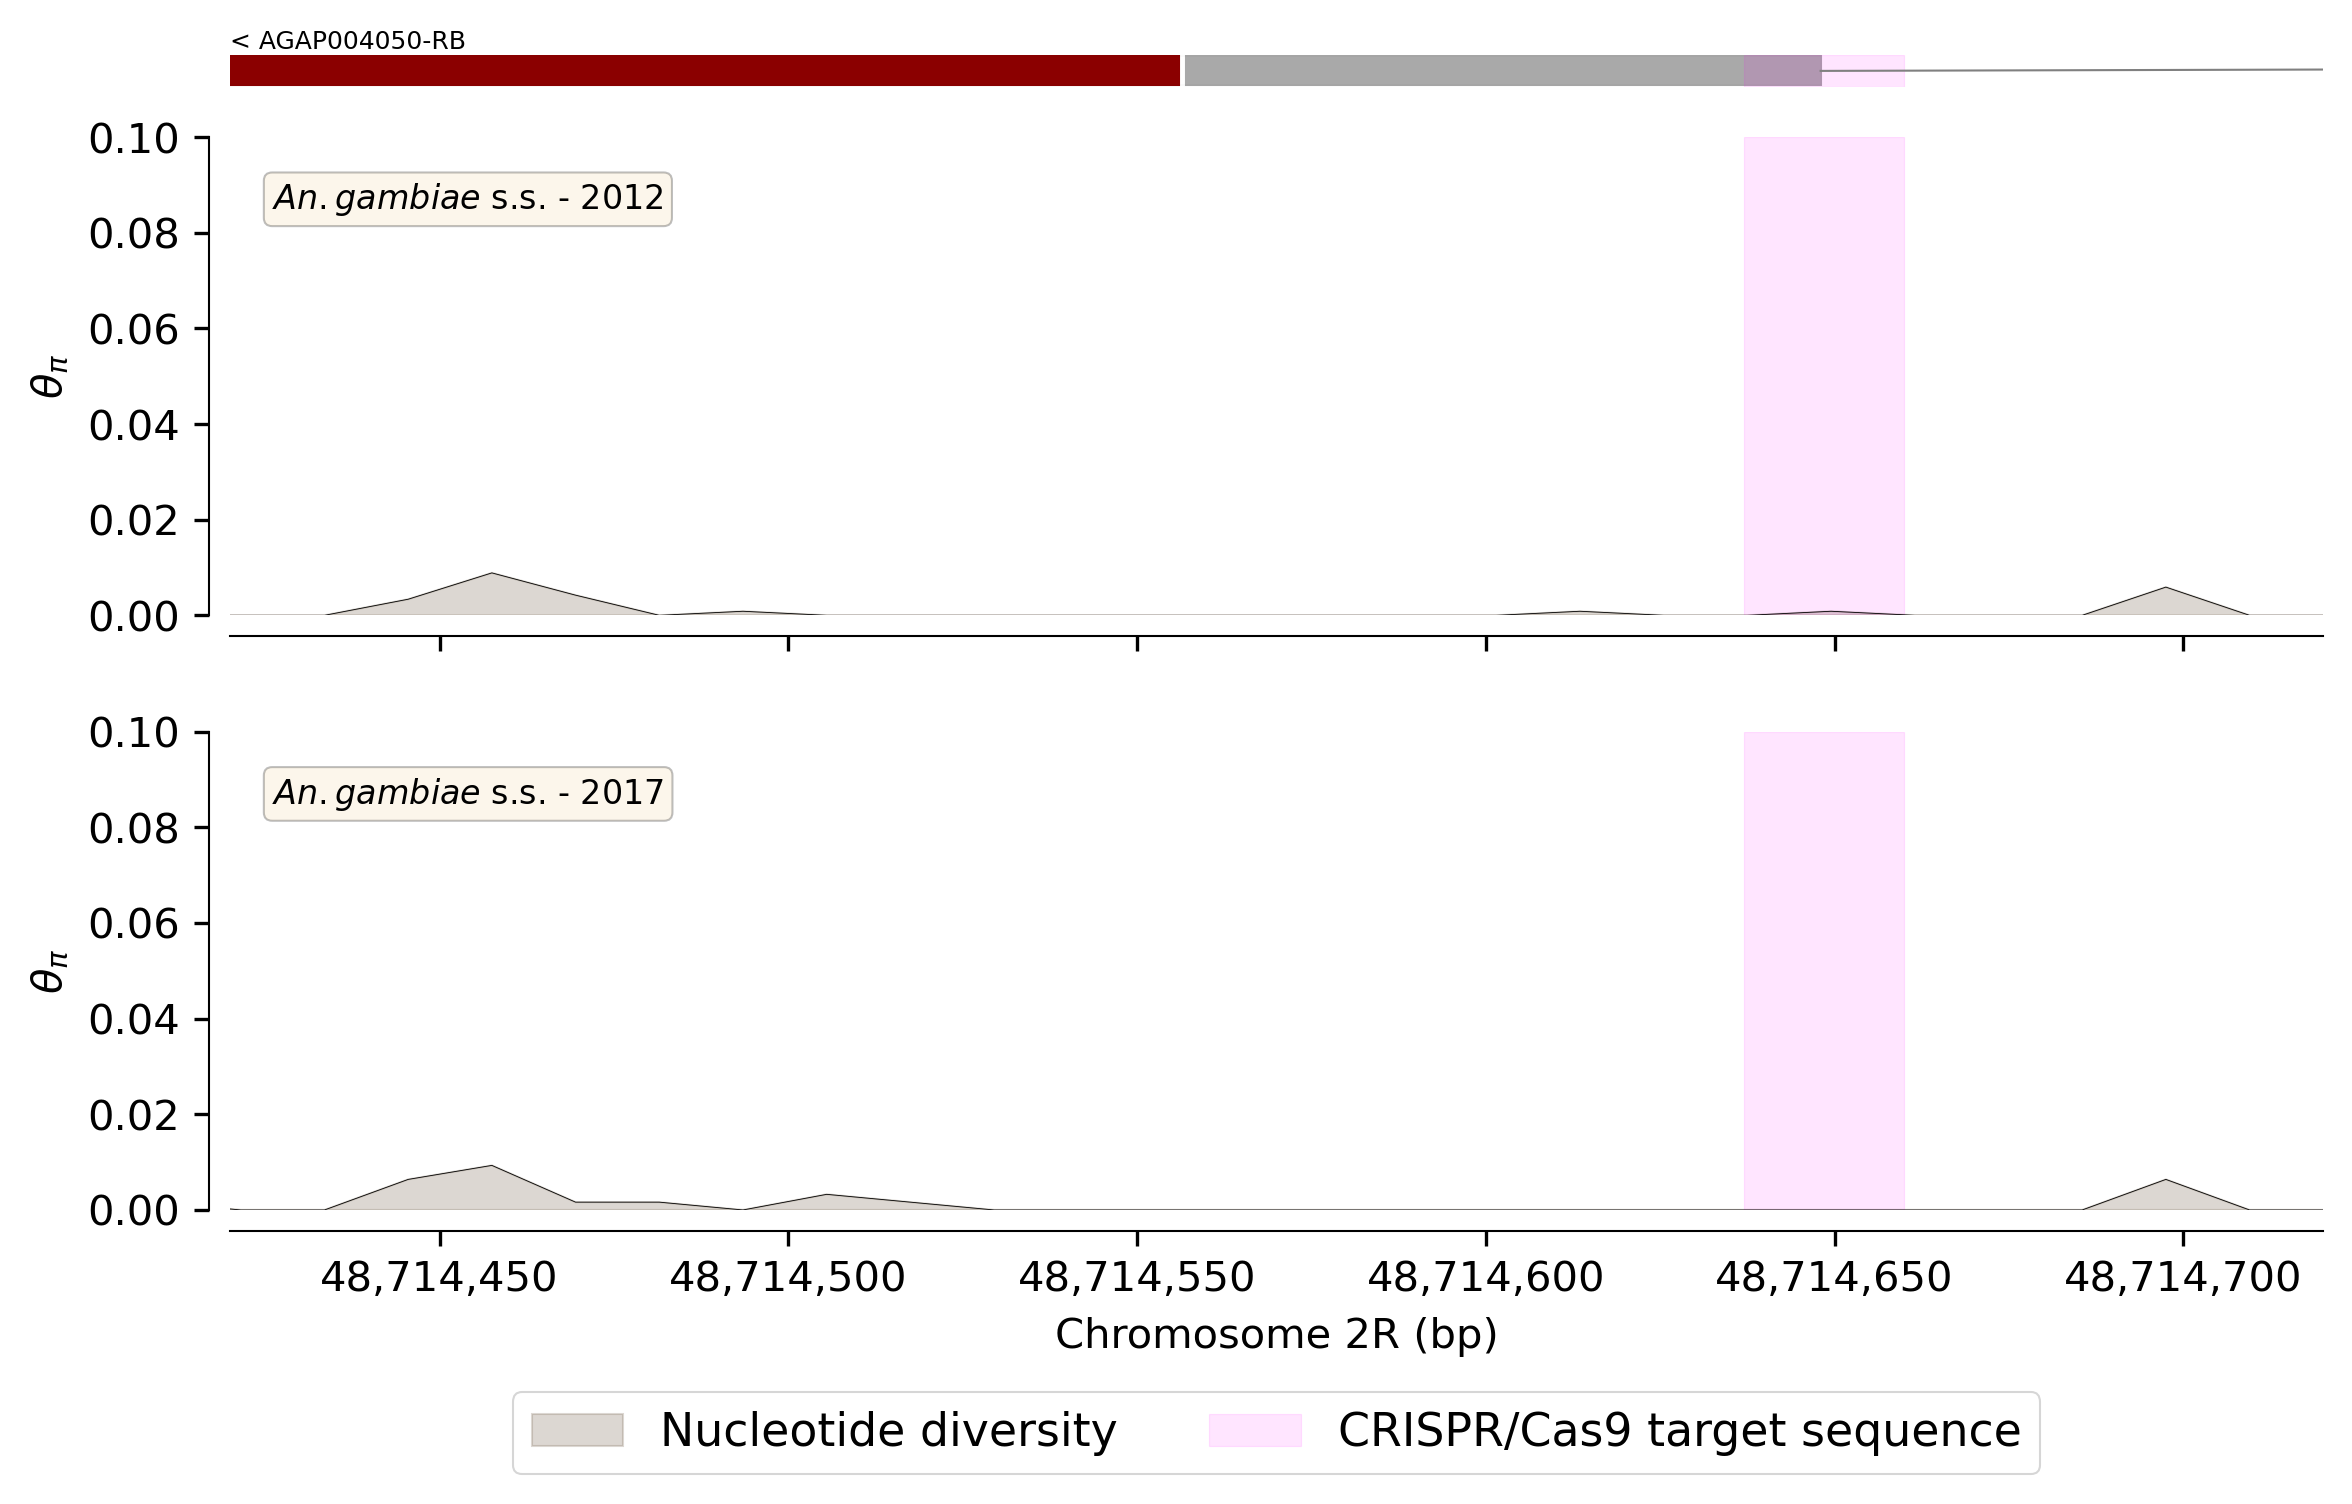 < AGAP004050-RB
0.10
An. gambiae s.s. - 2012
0.08
0.06
θπ
0.04
0.02
0.00
0.10
An. gambiae s.s. - 2017
0.08
0.06
θπ
0.04
0.02
0.00
48,714,450 48,714,500 48,714,550 48,714,600 48,714,650 48,714,700
Chromosome 2R (bp)
Nucleotide diversity CRISPR/Cas9 target sequence